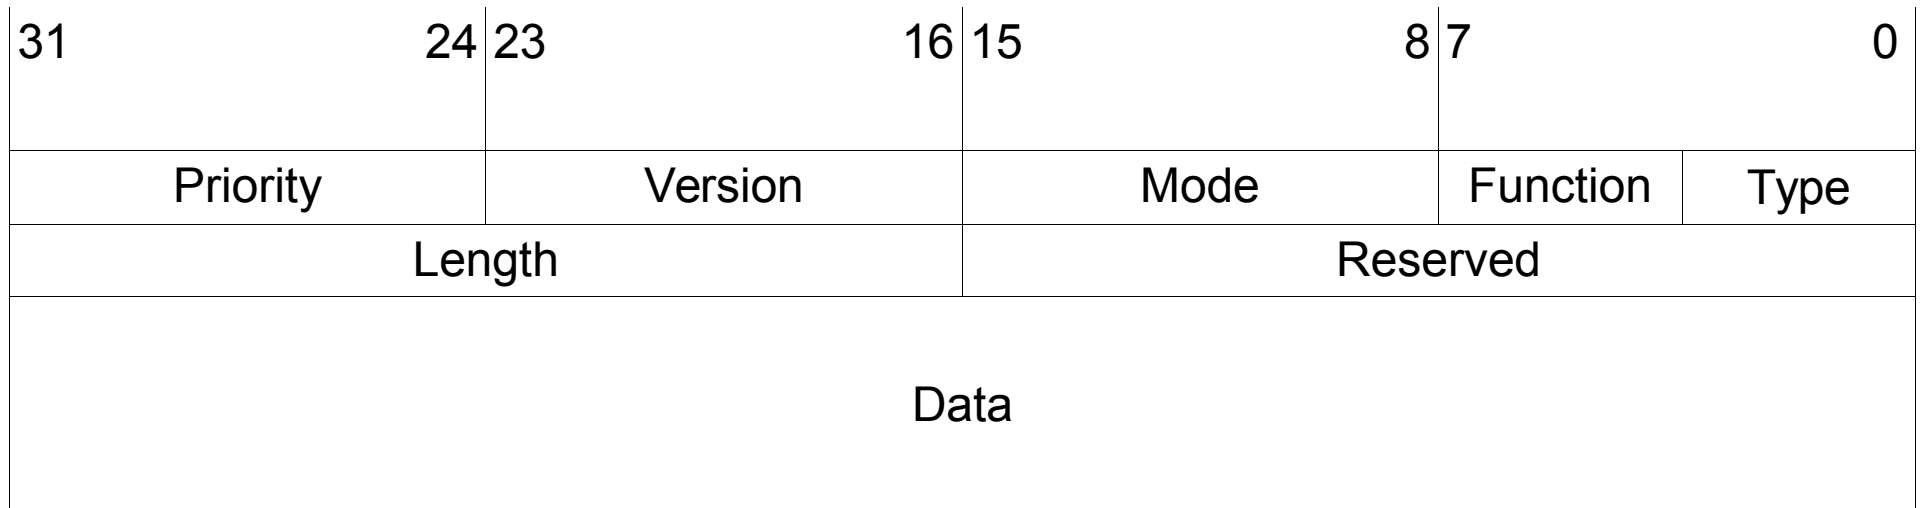 31 24 23 16 15 8 7 0
Priority Version Mode Function Type
Length Reserved
Data